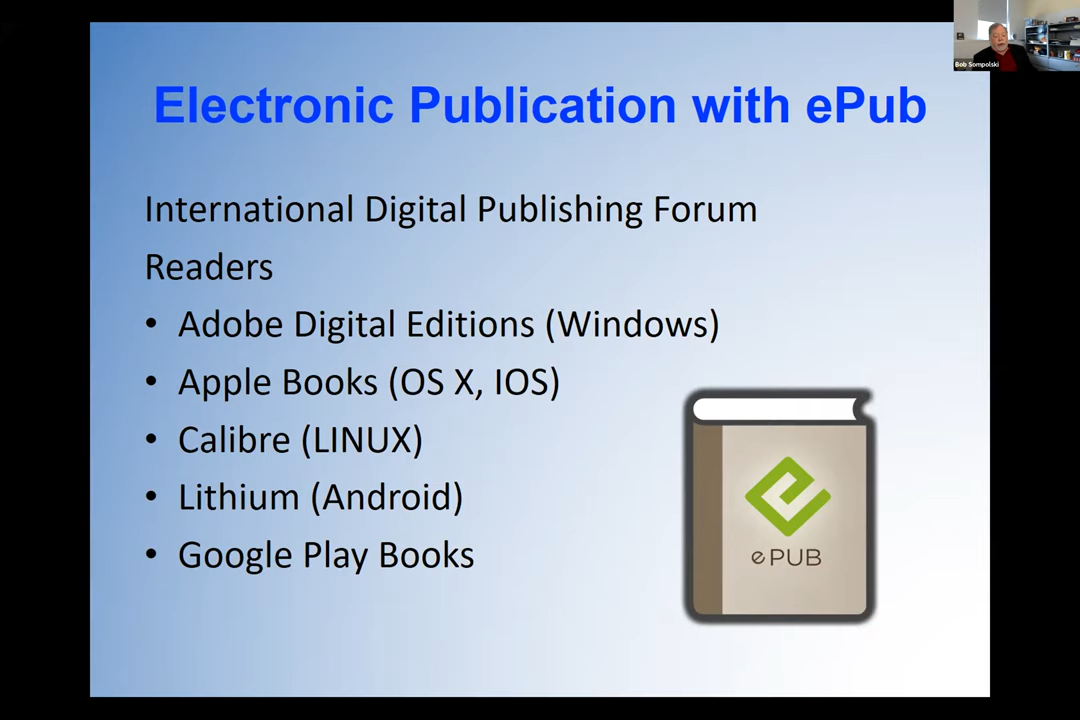 Electronic Publication with ePub
International Digital Publishing Forum
Readers
• Adobe Digital Editions (Windows)
• Apple Books (OS X, IOS)
• Calibre (LINUX)
• Lithium (Android)
• Google Play Books
ePUB
Bob Sompolski